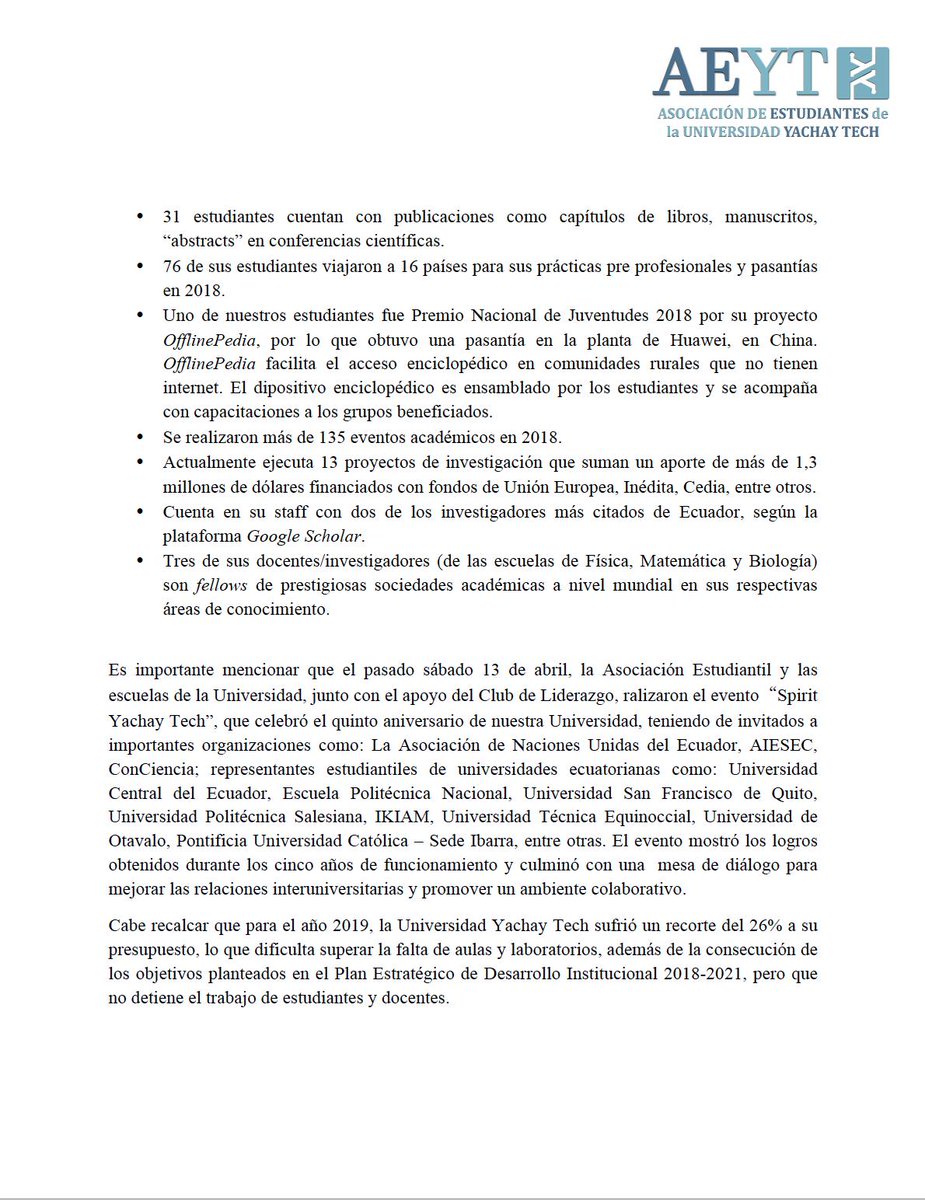 AEYT
ASOCIACIÓN DE ESTUDIANTES de
la UNIVERSIDAD YACHAY TECH
• 31 estudiantes cuentan con publicaciones como capítulos de libros, manuscritos,
“abstracts” en conferencias científicas.
• 76 de sus estudiantes viajaron a 16 países para sus prácticas pre profesionales y pasantías
en 2018.
• Uno de nuestros estudiantes fue Premio Nacional de Juventudes 2018 por su proyecto
OfflinePedia, por lo que obtuvo una pasantía en la planta de Huawei, en China.
OfflinePedia facilita el acceso enciclopédico en comunidades rurales que no tienen
internet. El dipositivo enciclopédico es ensamblado por los estudiantes y se acompaña
con capacitaciones a los grupos beneficiados.
• Se realizaron más de 135 eventos académicos en 2018.
• Actualmente ejecuta 13 proyectos de investigación que suman un aporte de más de 1,3
millones de dólares financiados con fondos de Unión Europea, Inédita, Cedia, entre otros.
• Cuenta en su staff con dos de los investigadores más citados de Ecuador, según la
plataforma Google Scholar.
• Tres de sus docentes/investigadores (de las escuelas de Física, Matemática y Biología)
son fellows de prestigiosas sociedades académicas a nivel mundial en sus respectivas
áreas de conocimiento.
Es importante mencionar que el pasado sábado 13 de abril, la Asociación Estudiantil y las
escuelas de la Universidad, junto con el apoyo del Club de Liderazgo, ralizaron el evento “Spirit
Yachay Tech”, que celebró el quinto aniversario de nuestra Universidad, teniendo de invitados a
importantes organizaciones como: La Asociación de Naciones Unidas del Ecuador, AIESEC,
ConCiencia; representantes estudiantiles de universidades ecuatorianas como: Universidad
Central del Ecuador, Escuela Politécnica Nacional, Universidad San Francisco de Quito,
Universidad Politécnica Salesiana, IKIAM, Universidad Técnica Equinoccial, Universidad de
Otavalo, Pontificia Universidad Católica – Sede Ibarra, entre otras. El evento mostró los logros
obtenidos durante los cinco años de funcionamiento y culminó con una mesa de diálogo para
mejorar las relaciones interuniversitarias y promover un ambiente colaborativo.
Cabe recalcar que para el año 2019, la Universidad Yachay Tech sufrió un recorte del 26% a su
presupuesto, lo que dificulta superar la falta de aulas y laboratorios, además de la consecución de
los objetivos planteados en el Plan Estratégico de Desarrollo Institucional 2018-2021, pero que
no detiene el trabajo de estudiantes y docentes.